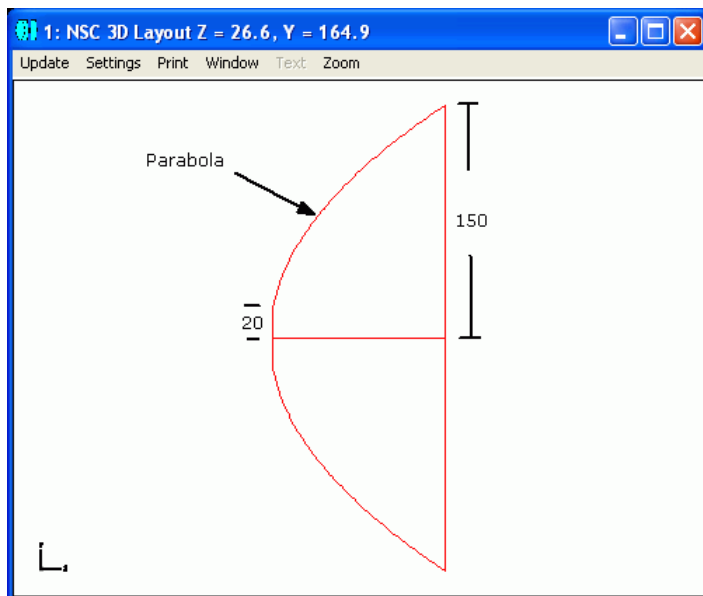 1: NSC 3D Layout Z = 26.6, Y = 164.9
Update Settings Print Window Text Zoom
Parabola
150
20